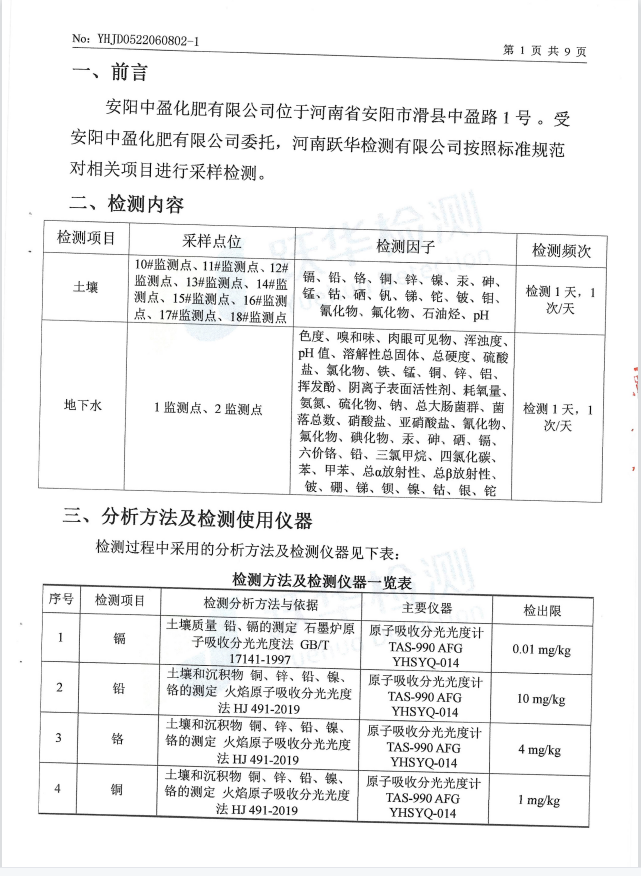 No: YHJD0522060802-1
第 1 页 共 9 页
一、前言
安阳中盈化肥有限公司位于河南省安阳市滑县中盈路 1 号 。受
安阳中盈化肥有限公司委托，河南跃华检测有限公司按照标准规范
对相关项目进行采样检测。
二、检测内容
检测项目 采样点位 检测因子 检测频次
土壤
10#监测点、11#监测点、12#
监测点、13#监测点、14#监
测点、15#监测点、16#监测
点、17#监测点、18#监测点
镉、铅、铬、铜、锌、镍、汞、砷、
锰、钴、硒、钒、锑、铊、铍、钼、
氰化物、氟化物、石油烃、pH
检测 1 天，1
次/天
地下水
1 监测点、2 监测点
色度、嗅和味、肉眼可见物、浑浊度、
pH 值、溶解性总固体、总硬度、硫酸
盐、氯化物、铁、锰、铜、锌、铝、
挥发酚、阴离子表面活性剂、耗氧量、
氨氮、硫化物、钠、总大肠菌群、菌
落总数、硝酸盐、亚硝酸盐、氰化物、
氟化物、碘化物、汞、砷、硒、镉、
六价铬、铅、三氯甲烷、四氯化碳、
苯、甲苯、总α放射性、总β放射性、
铍、硼、锑、钡、镍、钴、银、铊
检测 1 天，1
次/天
三、分析方法及检测使用仪器
检测过程中采用的分析方法及检测仪器见下表：
检测方法及检测仪器一览表
序号 检测项目 检测分析方法与依据 主要仪器 检出限
1
镉
土壤质量 铅、镉的测定 石墨炉原
子吸收分光光度法 GB/T
17141-1997
原子吸收分光光度计
TAS-990 AFG
YHSYQ-014
0.01 mg/kg
2
铅
土壤和沉积物 铜、锌、铅、镍、
铬的测定 火焰原子吸收分光光度
法 HJ 491-2019
原子吸收分光光度计
TAS-990 AFG
YHSYQ-014
10 mg/kg
3
铬
土壤和沉积物 铜、锌、铅、镍、
铬的测定 火焰原子吸收分光光度
法 HJ 491-2019
原子吸收分光光度计
TAS-990 AFG
YHSYQ-014
4 mg/kg
4
铜
土壤和沉积物 铜、锌、铅、镍、
铬的测定 火焰原子吸收分光光度
法 HJ 491-2019
原子吸收分光光度计
TAS-990 AFG
YHSYQ-014
1 mg/kg